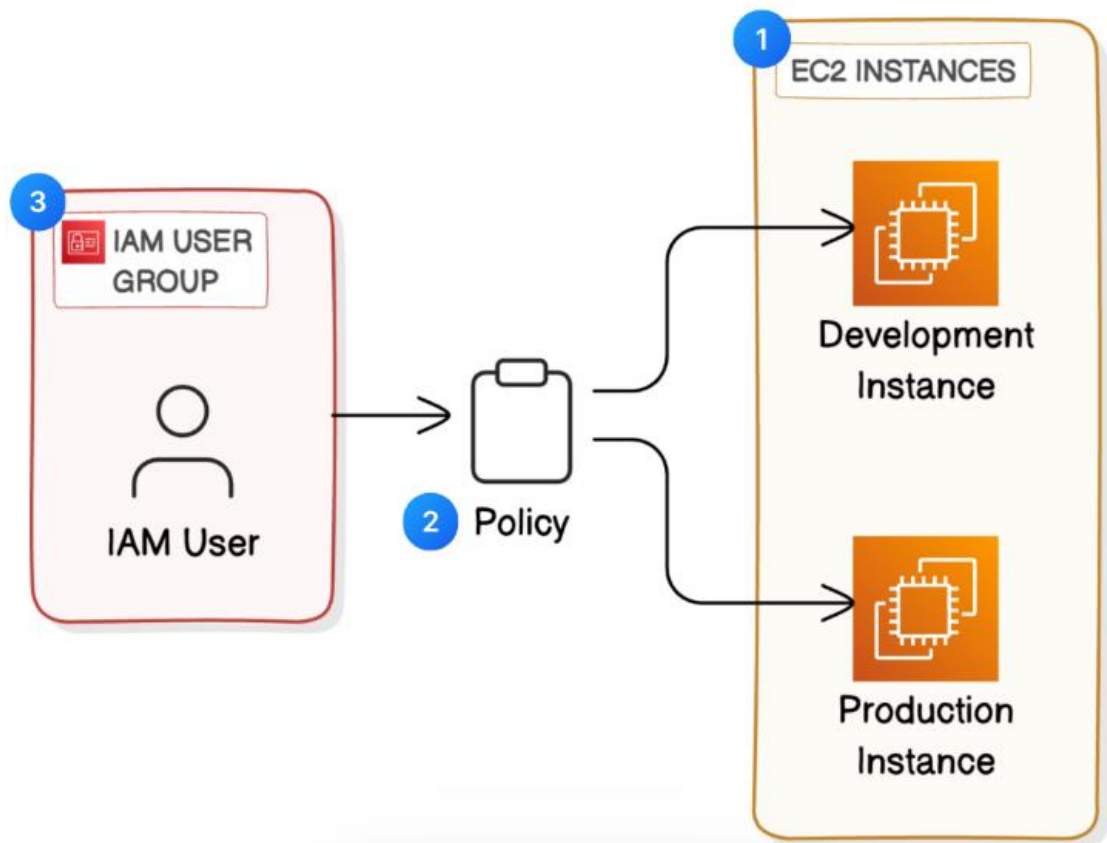 1
EC2 INSTANCES
3
IAM USER
GROUP
IAM User
2
Policy
Development
Instance
Production
Instance